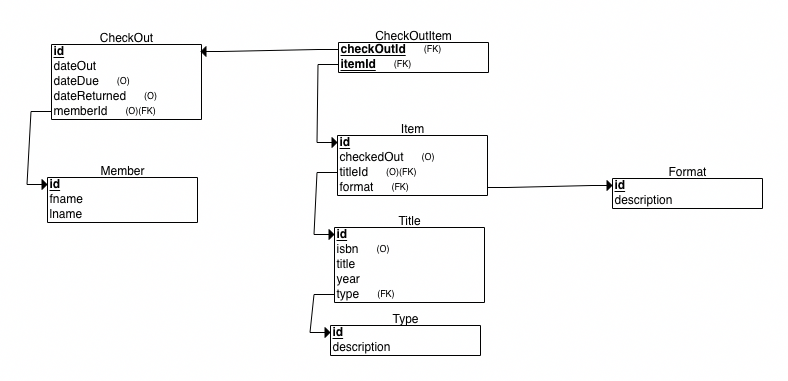 CheckOut
id
dateOut
dateDue (O)
dateReturned (O)
memberId (O)(FK)
CheckOutItem
checkOutId (FK)
itemId (FK)
Member
id
fname
lname
Item
id
checkedOut (O)
titleId (O)(FK)
format (FK)
Format
id
description
Title
id
isbn (O)
title
year
type (FK)
Type
id
description